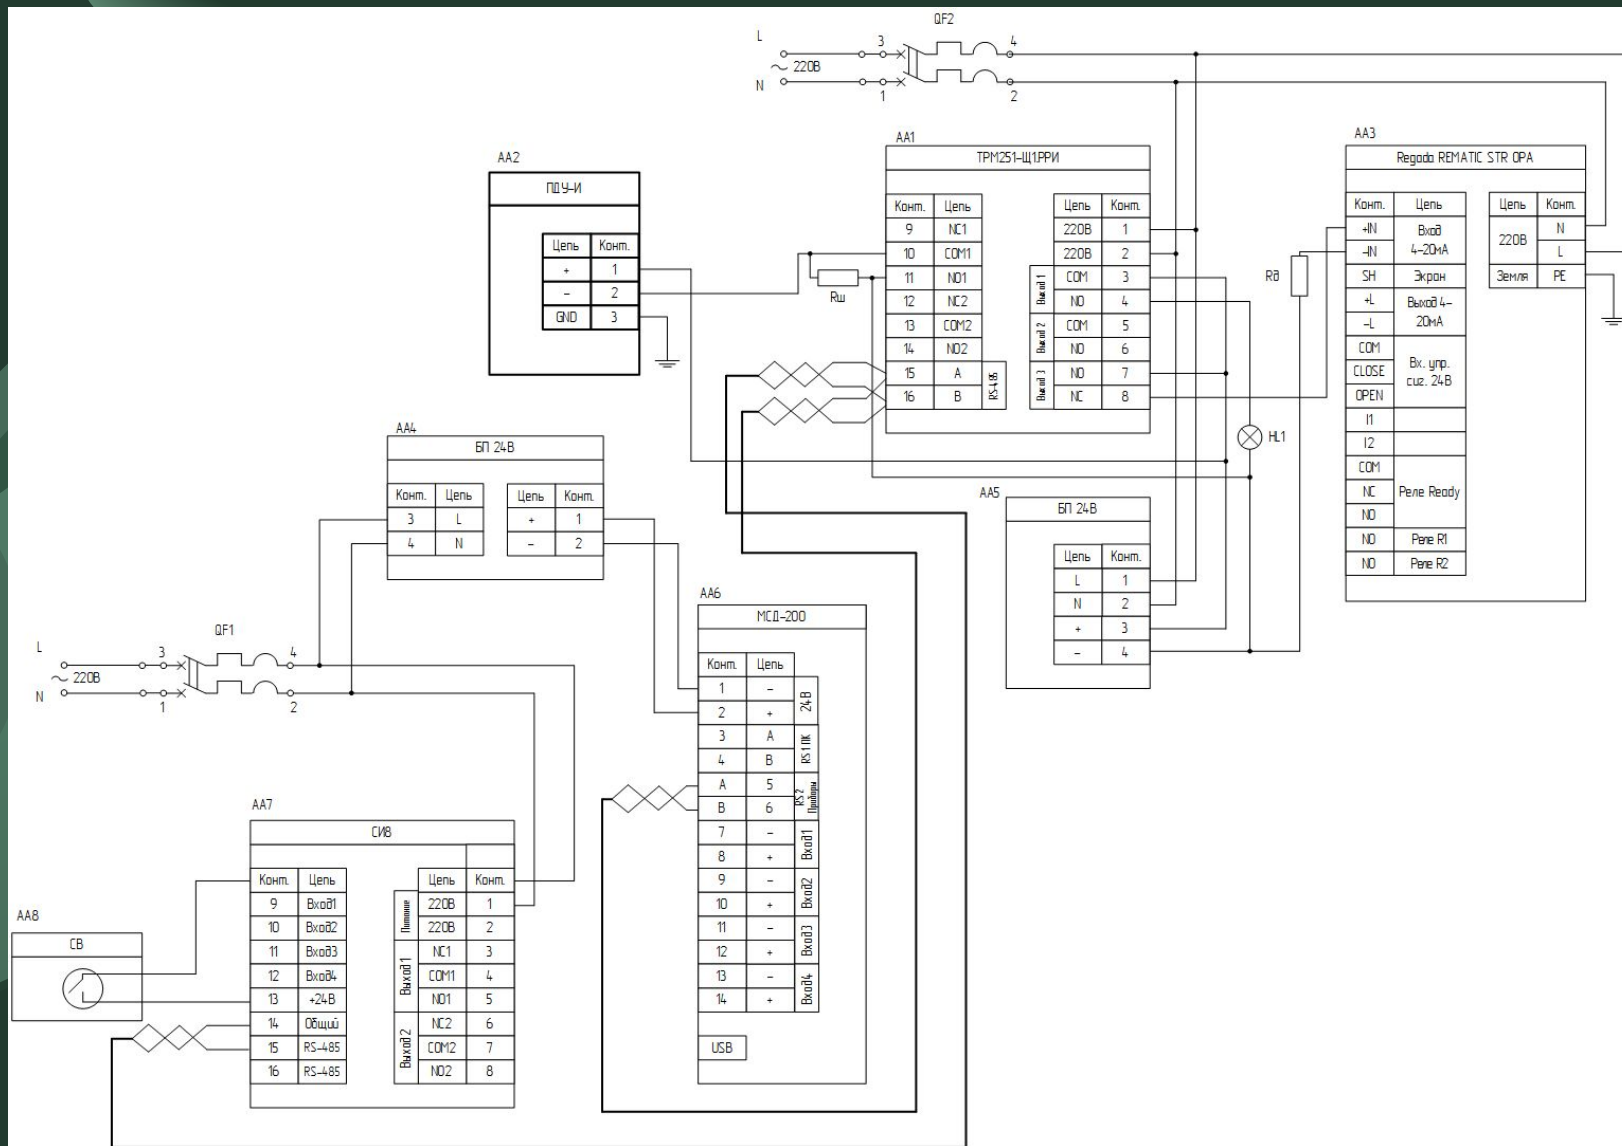 QF2
L
3
4
~ 220В
N
1
2
AA1
ТРМ251-Щ1.РРИ
Конт. Цепь Цепь Конт.
9 NC1 220В 1
10 COM1 220В 2
11 NO1 Выход 1 COM 3
12 NC2 NO 4
13 COM2 Выход 2 COM 5
14 NO2 NO 6
15 A RS-485 Выход 3 NO 7
16 B NC 8
AA2
ПДУ-И
Цепь Конт.
+ 1
- 2
GND 3
Rш
AA3
Regada REMATIC STR 0PA
Конт. Цепь Цепь Конт.
+IN Вход 4-20мА 220В N
-IN L
SH Экран Земля PE
+L Выход 4-
-L 20мА
COM Вх. упр.
CLOSE сиг. 24В
OPEN
I1
I2
COM
NC Реле Ready
NO
NO Реле R1
NO Реле R2
Rд
HL1
AA4
БП 24В
Конт. Цепь Цепь Конт.
3 L + 1
4 N - 2
AA5
БП 24В
Цепь Конт.
L 1
N 2
+ 3
- 4
QF1
L
3
4
~ 220В
N
1
2
AA6
МСД-200
Конт. Цепь
1 - 24В
2 +
3 A RS 1 ПК
4 B
A 5 RS 2 Приборы
B 6
7 - Вход1
8 +
9 - Вход2
10 +
11 - Вход3
12 +
13 - Вход4
14 +
USB
AA7
СИ8
Конт. Цепь Цепь Конт.
9 Вход1 Питание 220В 1
10 Вход2 220В 2
11 Вход3 Выход1 NC1 3
12 Вход4 COM1 4
13 +24В NO1 5
14 Общий Выход2 NC2 6
15 RS-485 COM2 7
16 RS-485 NO2 8
AA8
СВ